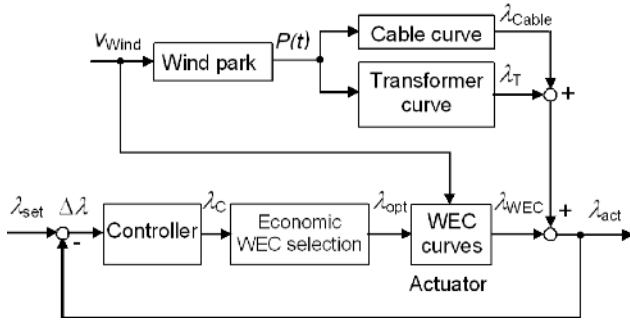 λCable
vWind
P(t)
Cable curve
Wind park
Transformer
curve
λT
+
λset
Δλ
-
Controller
λC
Economic
WEC selection
λopt
WEC
curves
λWEC
+
λact
Actuator